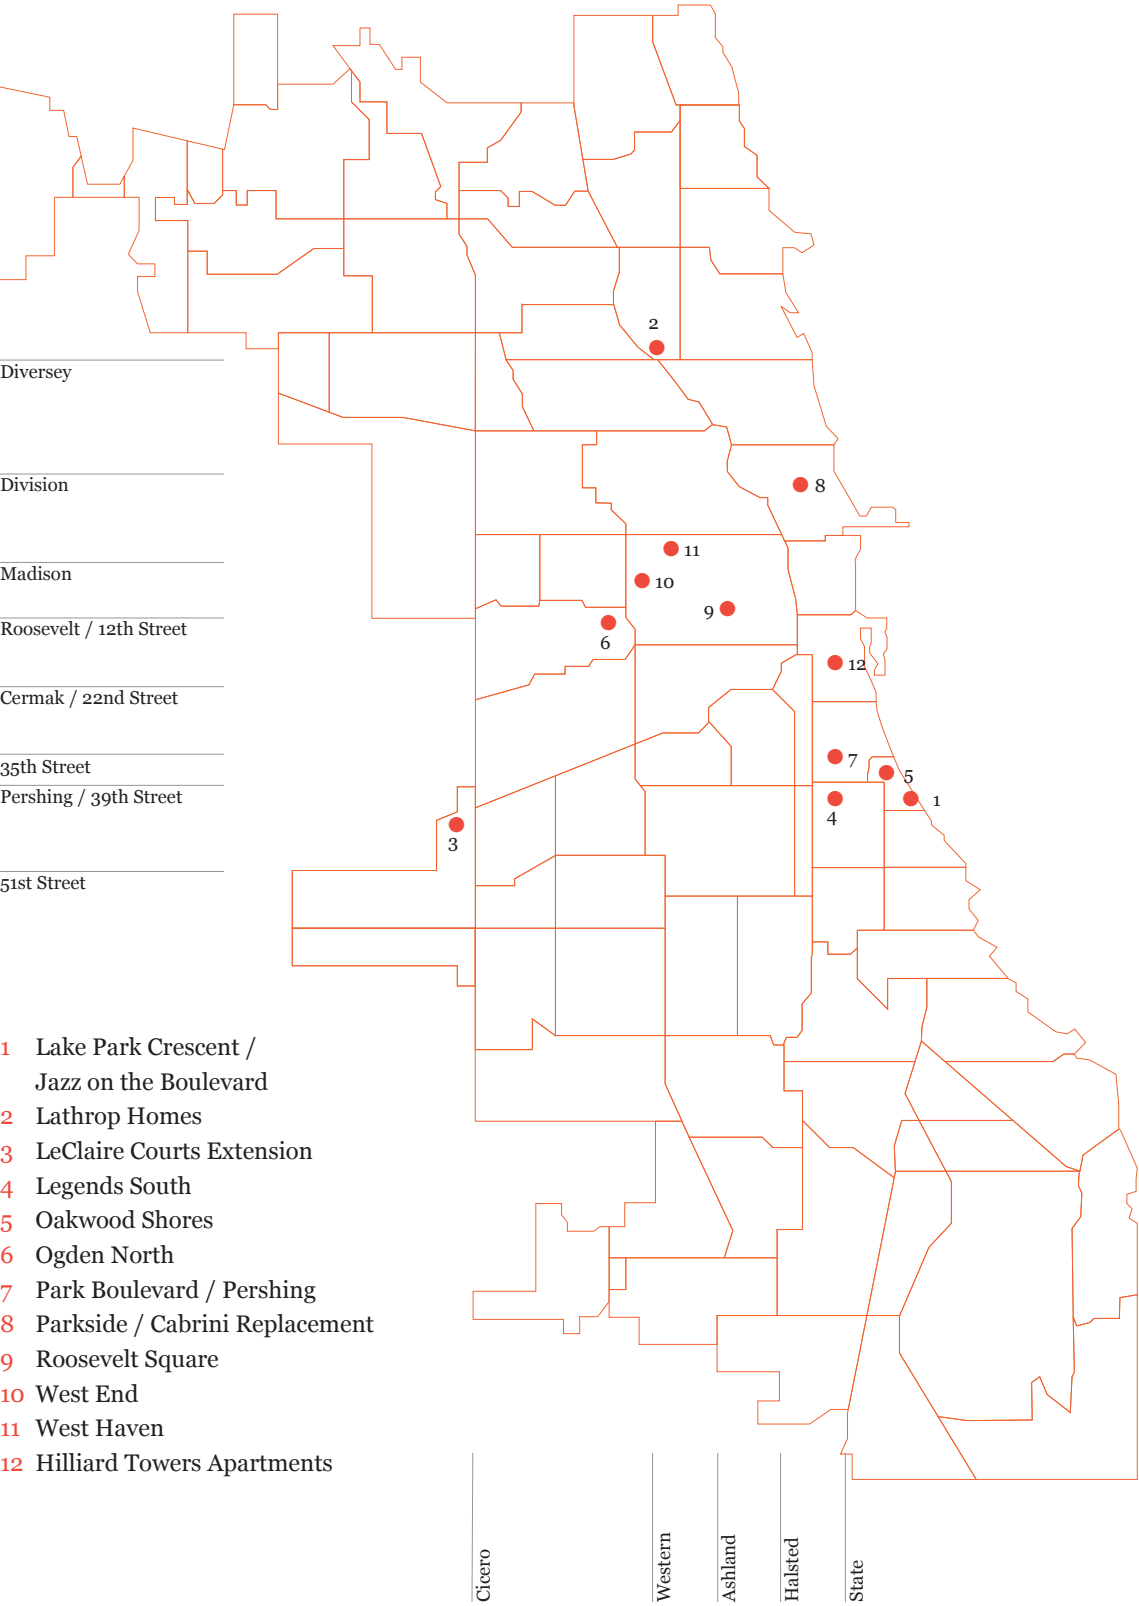 2
Diversey
Division
8
11
Madison
10
9
Roosevelt / 12th Street
6
12
Cermak / 22nd Street
7
35th Street
5
Pershing / 39th Street
1
4
3
51st Street
1 Lake Park Crescent /
Jazz on the Boulevard
2 Lathrop Homes
3 LeClaire Courts Extension
4 Legends South
5 Oakwood Shores
6 Ogden North
7 Park Boulevard / Pershing
8 Parkside / Cabrini Replacement
9 Roosevelt Square
10 West End
11 West Haven
12 Hilliard Towers Apartments
Cicero
Western
Ashland
Halsted
State